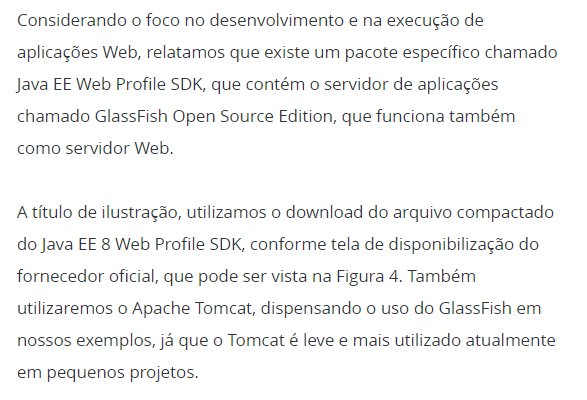 Considerando o foco no desenvolvimento e na execução de
aplicações Web, relatamos que existe um pacote específico chamado
Java EE Web Profile SDK, que contém o servidor de aplicações
chamado GlassFish Open Source Edition, que funciona também
como servidor Web.
A título de ilustração, utilizamos o download do arquivo compactado
do Java EE 8 Web Profile SDK, conforme tela de disponibilização do
fornecedor oficial, que pode ser vista na Figura 4. Também
utilizaremos o Apache Tomcat, dispensando o uso do GlassFish em
nossos exemplos, já que o Tomcat é leve e mais utilizado atualmente
em pequenos projetos.